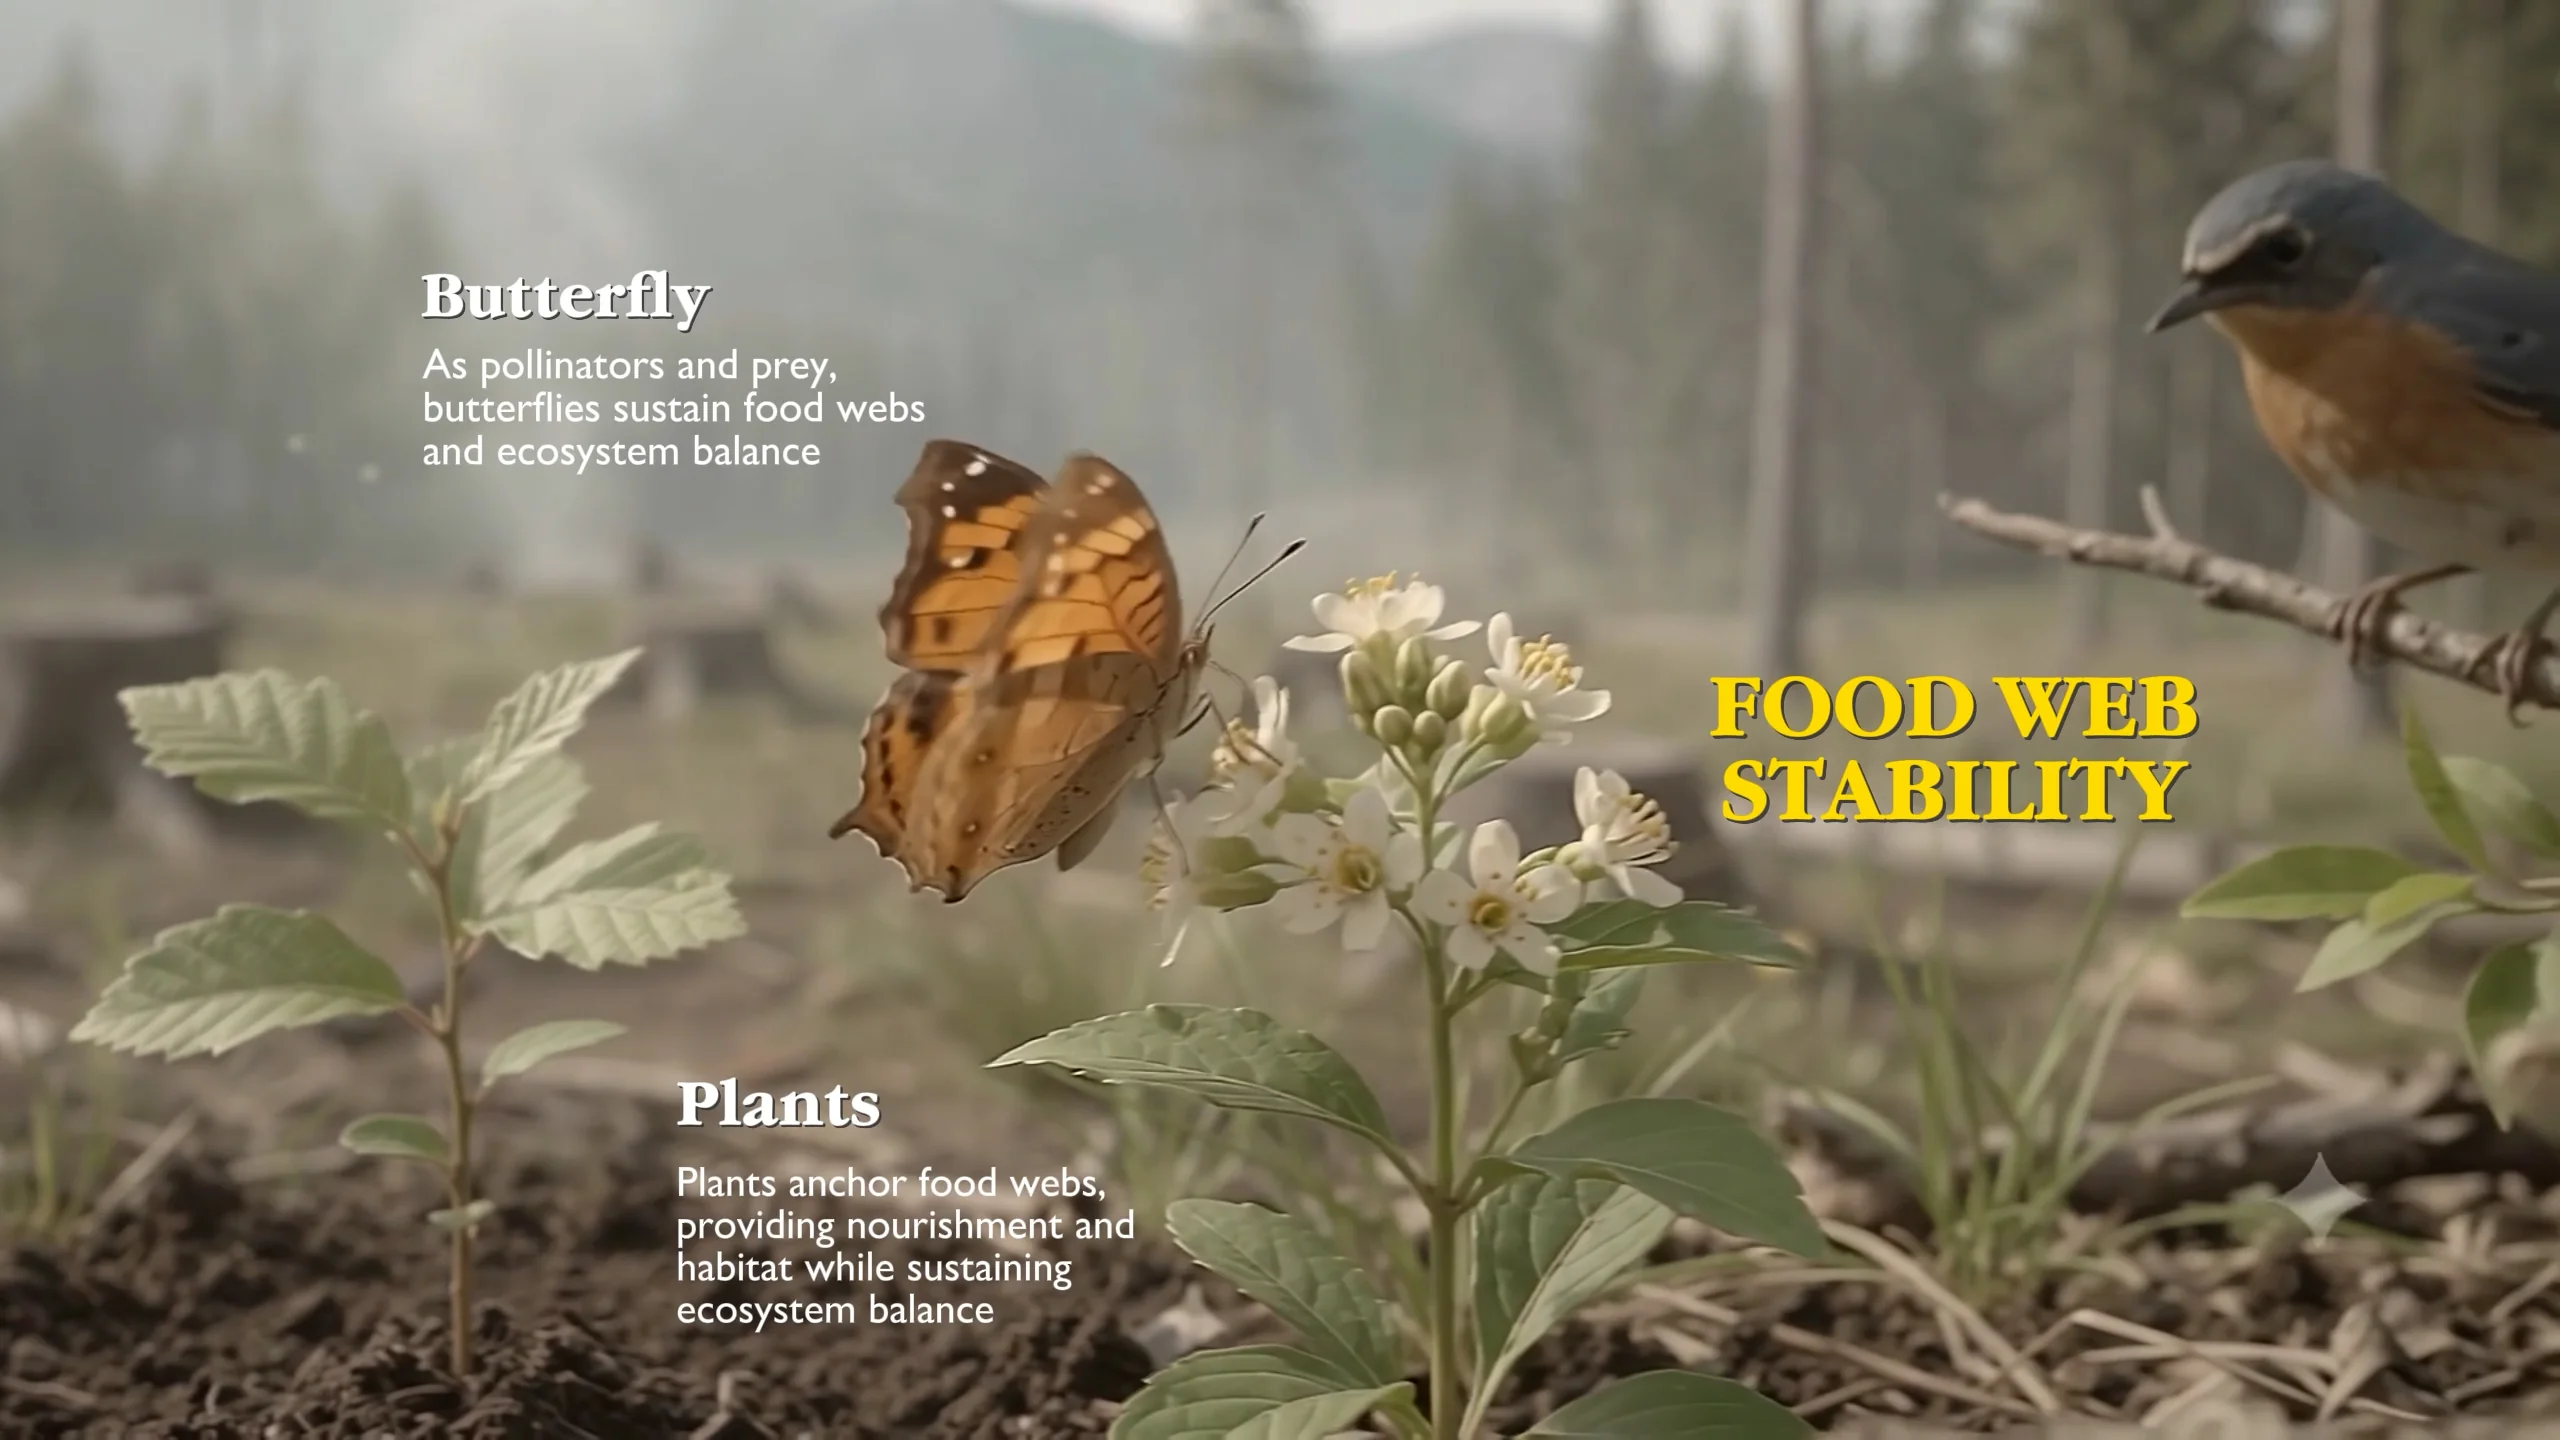 Butterfly
As pollinators and prey,
butterflies sustain food webs
and ecosystem balance
FOOD WEB
STABILITY
Plants
Plants anchor food webs,
providing nourishment and
habitat while sustaining
ecosystem balance